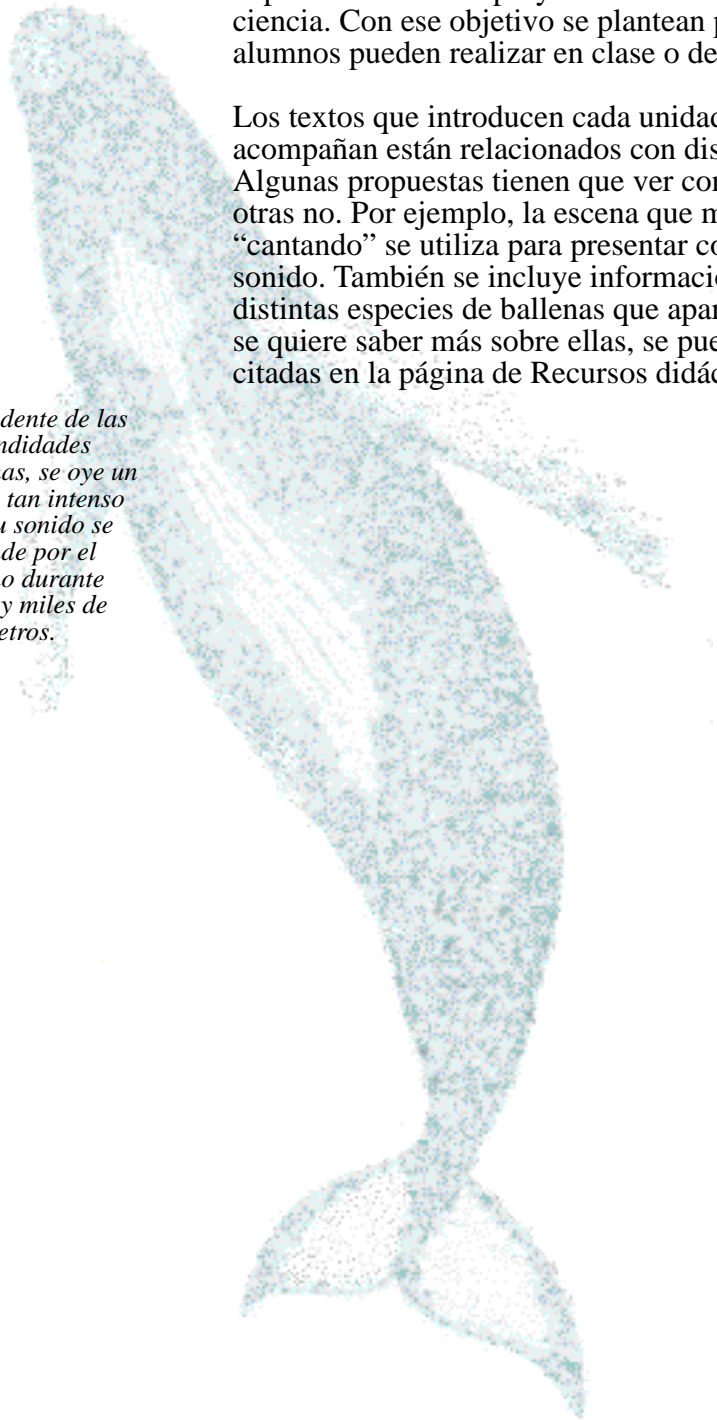 ciencia. Con ese objetivo se plantean p
alumnos pueden realizar en clase o de
Los textos que introducen cada unidad
acompañan están relacionados con dis
Algunas propuestas tienen que ver con
otras no. Por ejemplo, la escena que m
“cantando” se utiliza para presentar co
sonido. También se incluye informació
distintas especies de ballenas que apar
se quiere saber más sobre ellas, se pue
citadas en la página de Recursos didác
dente de las
ndidades
nas, se oye un
tan intenso
u sonido se
nde por el
no durante
y miles de
etros.